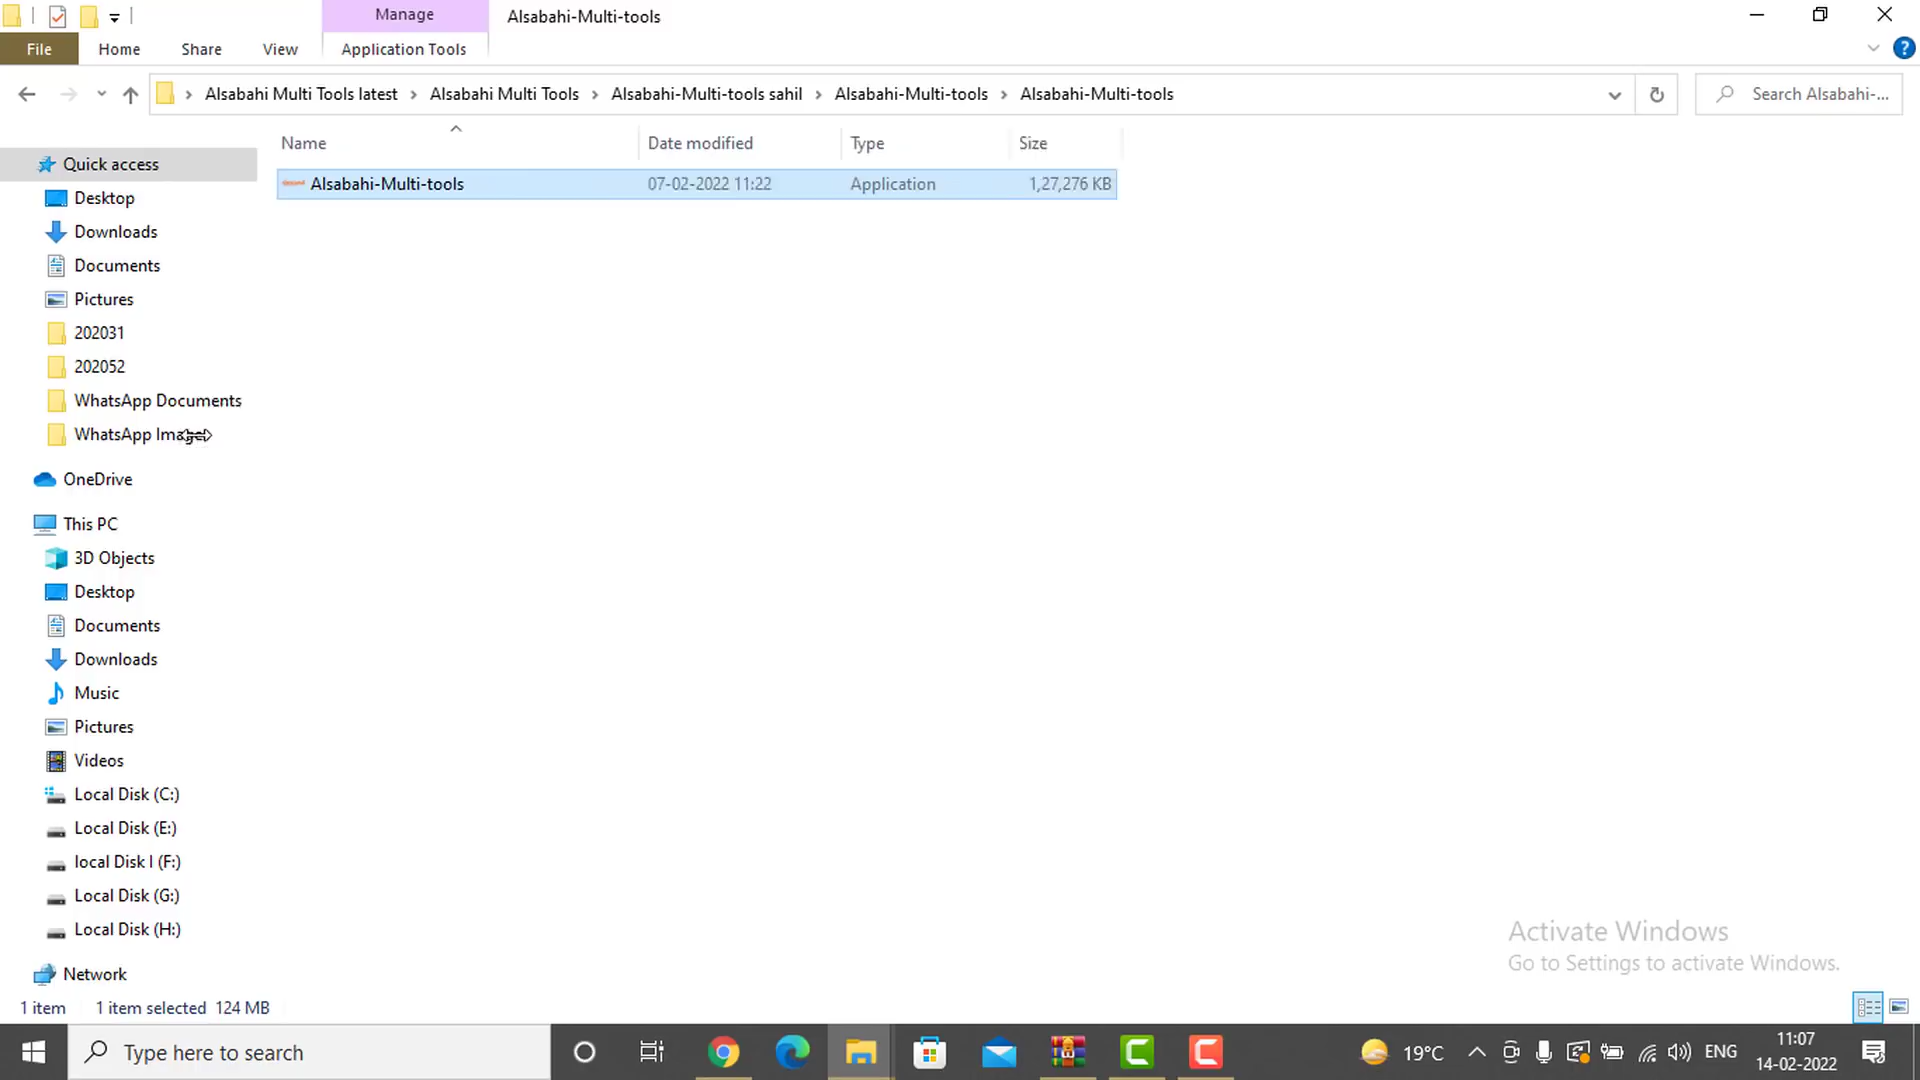 Manage
Alsabahi-Multi-tools
File
Home
Share
View
Application Tools
Alsabahi Multi Tools latest
Alsabahi Multi Tools
Alsabahi-Multi-tools sahil
Alsabahi-Multi-tools
Alsabahi-Multi-tools
Search Alsabahi-...
Name
Date modified
Type
Size
Alsabahi-Multi-tools
07-02-2022 11:22
Application
1,27,276 KB
Quick access
Desktop
Downloads
Documents
Pictures
202031
202052
WhatsApp Documents
WhatsApp Images
OneDrive
This PC
3D Objects
Desktop
Documents
Downloads
Music
Pictures
Videos
Local Disk (C:)
Local Disk (E:)
local Disk I (F:)
Local Disk (G:)
Local Disk (H:)
Network
Activate Windows
Go to Settings to activate Windows.
1 item
1 item selected 124 MB
Type here to search
19°C
ENG
11:07
14-02-2022